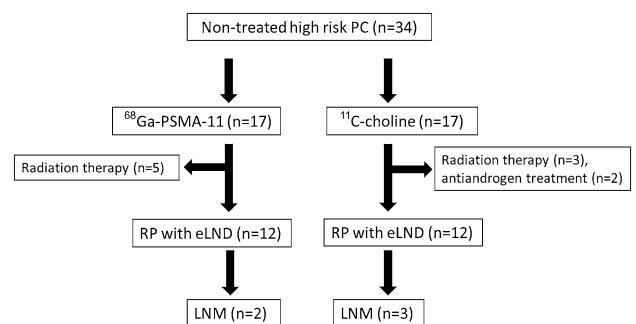 Non-treated high risk PC (n=34)
⁶⁸Ga-PSMA-11 (n=17)
¹¹C-choline (n=17)
Radiation therapy (n=5)
Radiation therapy (n=3),
antiandrogen treatment (n=2)
RP with eLND (n=12)
RP with eLND (n=12)
LNM (n=2)
LNM (n=3)